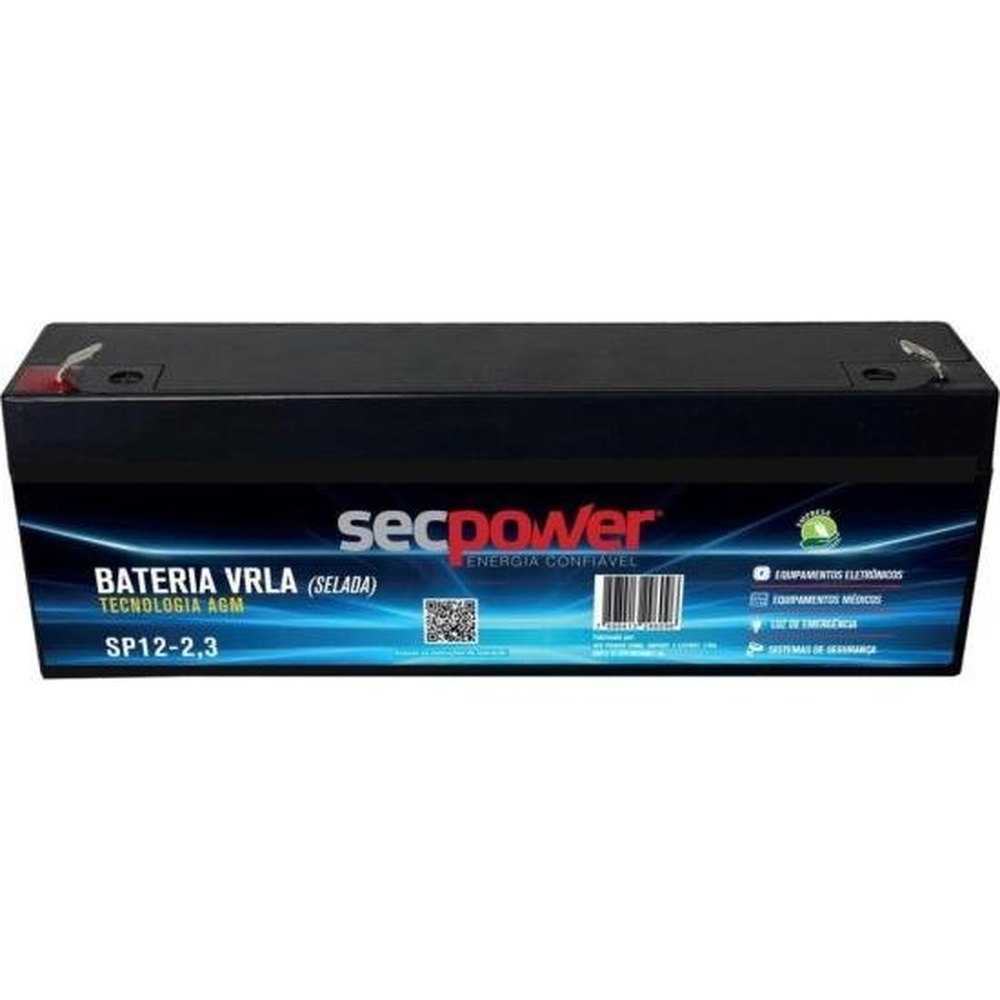 secpower
ENERGIA CONFIÁVEL
EMPRESA
BATERIA VRLA (SELADA)
TECNOLOGIA AGM
SP12-2,3
EQUIPAMENTOS ELETRÔNICOS
EQUIPAMENTOS MÉDICOS
LUZ DE EMERGÊNCIA
SISTEMAS DE SEGURANÇA